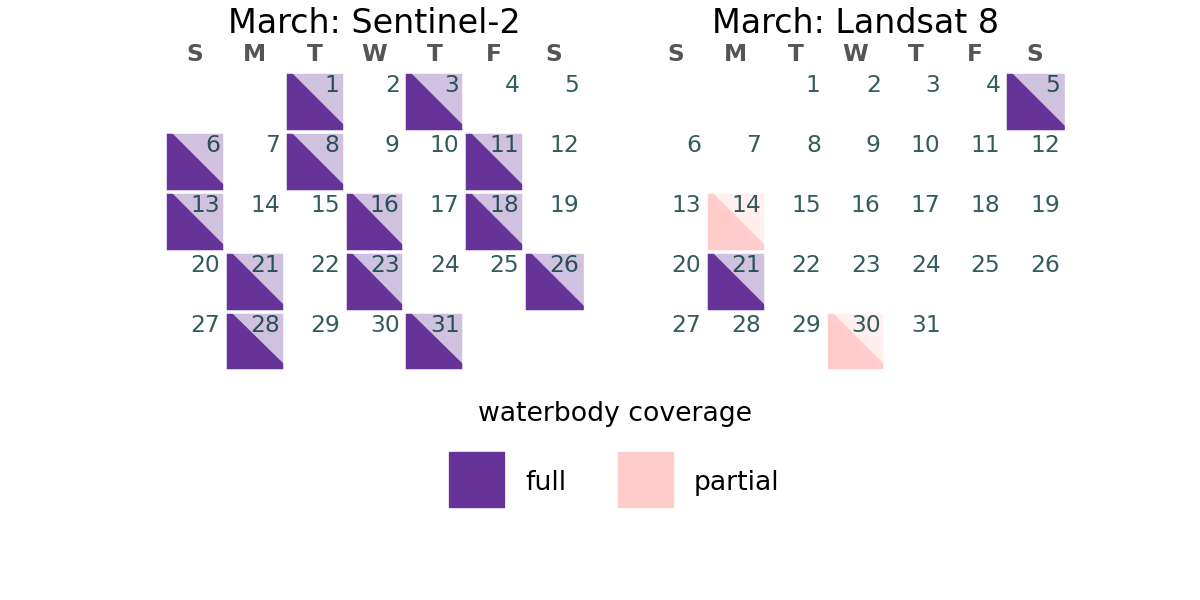 March: Sentinel-2
S M T W T F S
1 2 3 4 5
6 7 8 9 10 11 12
13 14 15 16 17 18 19
20 21 22 23 24 25 26
27 28 29 30 31
March: Landsat 8
S M T W T F S
1 2 3 4 5
6 7 8 9 10 11 12
13 14 15 16 17 18 19
20 21 22 23 24 25 26
27 28 29 30 31
waterbody coverage
full
partial